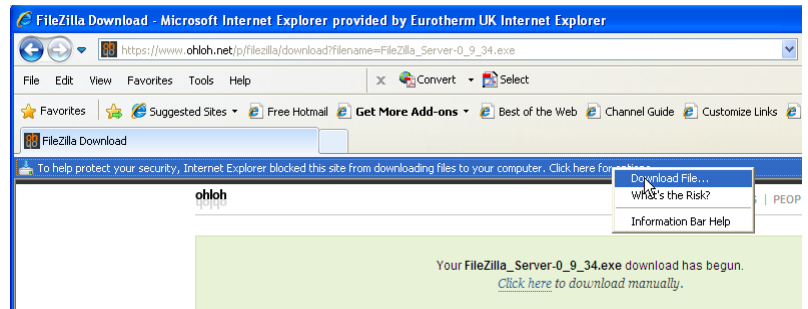 FileZilla Download - Microsoft Internet Explorer provided by Eurotherm UK Internet Explorer
https://www.ohloh.net/p/filezilla/download?filename=FileZilla_Server-0_9_34.exe
File Edit View Favorites Tools Help x Convert Select
Favorites Suggested Sites Free Hotmail Get More Add-ons Best of the Web Channel Guide Customize Links
FileZilla Download
To help protect your security, Internet Explorer blocked this site from downloading files to your computer. Click here for
Download File...
What's the Risk?
Information Bar Help
ohloh
| PEOP
Your FileZilla_Server-0_9_34.exe download has begun.
Click here to download manually.